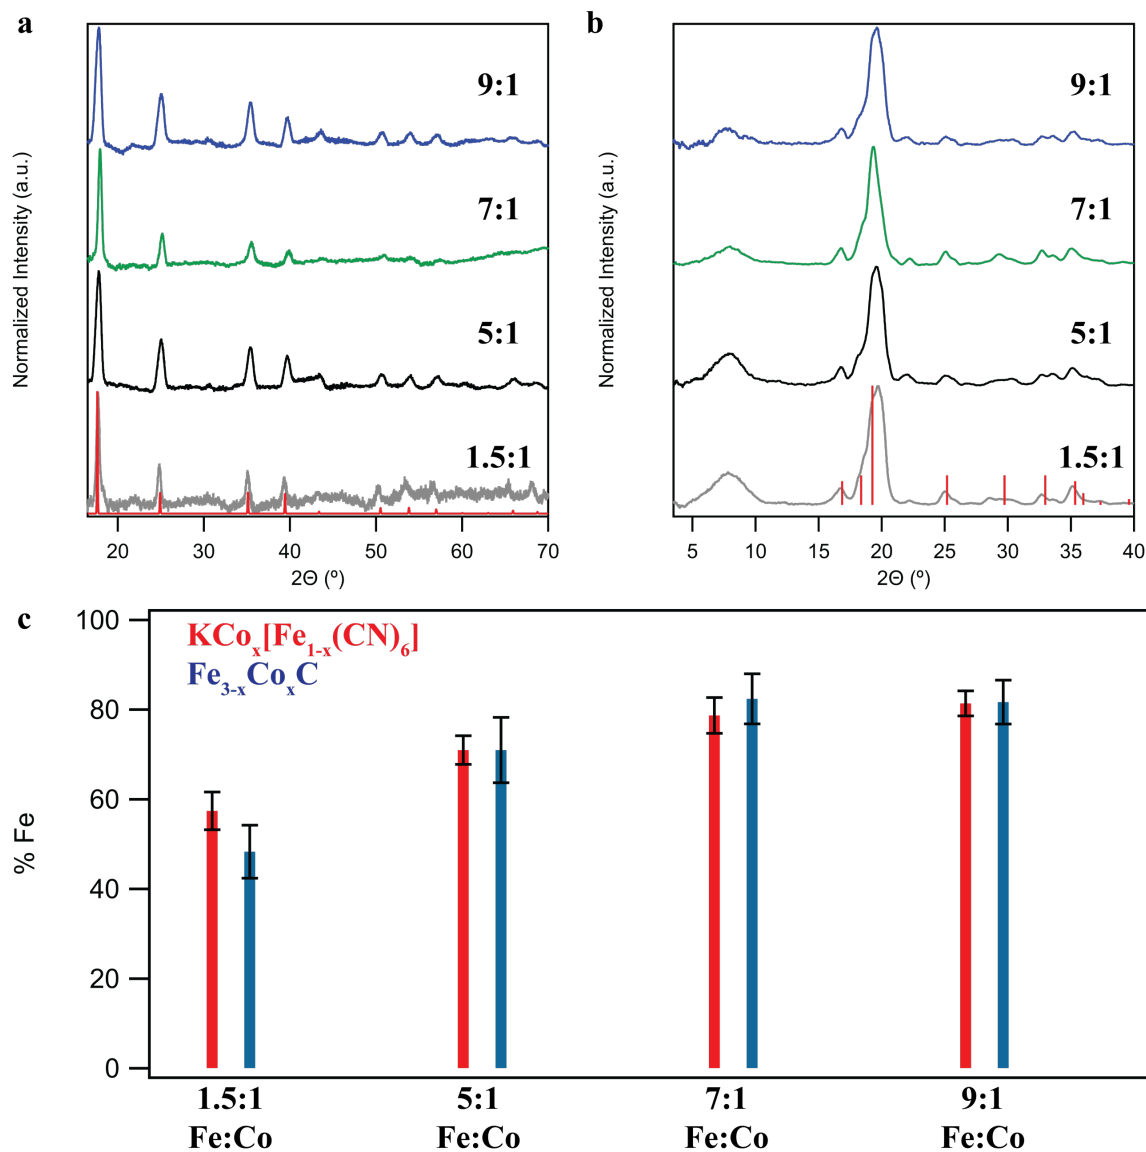 a
Normalized Intensity (a.u.)
9:1
7:1
5:1
1.5:1
20 30 40 50 60 70
2Θ (º)
b
Normalized Intensity (a.u.)
9:1
7:1
5:1
1.5:1
5 10 15 20 25 30 35 40
2Θ (º)
c
% Fe
100
80
60
40
20
0
KCoₓ[Fe₁₋ₓ(CN)₆]
Fe₃₋ₓCoₓC
1.5:1 5:1 7:1 9:1
Fe:Co Fe:Co Fe:Co Fe:Co